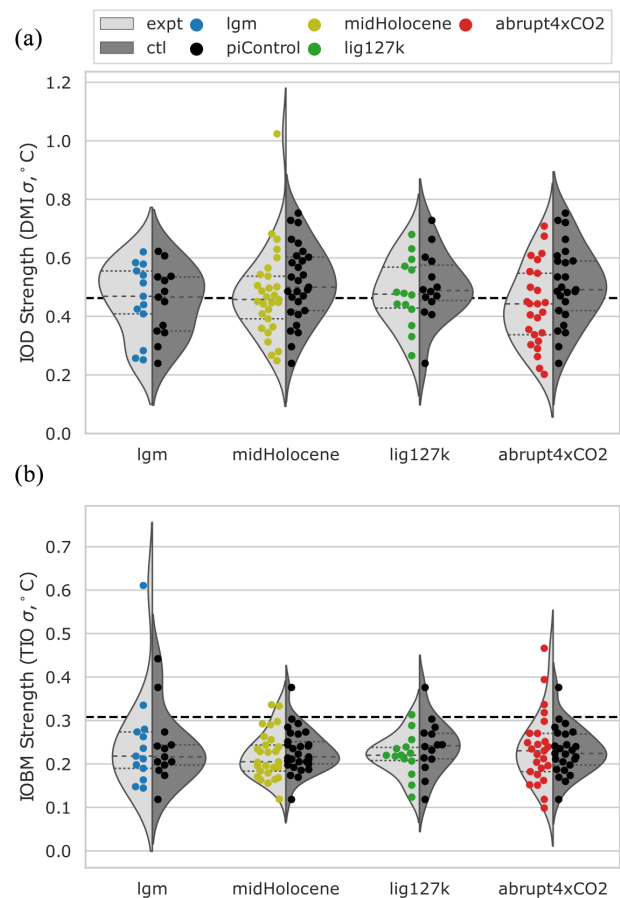 (a)
expt lgm midHolocene abrupt4xCO2
ctl piControl lig127k
1.2
1.0
0.8
0.6
0.4
0.2
0.0
IOD Strength (DMI σ, °C)
lgm midHolocene lig127k abrupt4xCO2
(b)
0.7
0.6
0.5
0.4
0.3
0.2
0.1
0.0
IOBM Strength (TIO σ, °C)
lgm midHolocene lig127k abrupt4xCO2